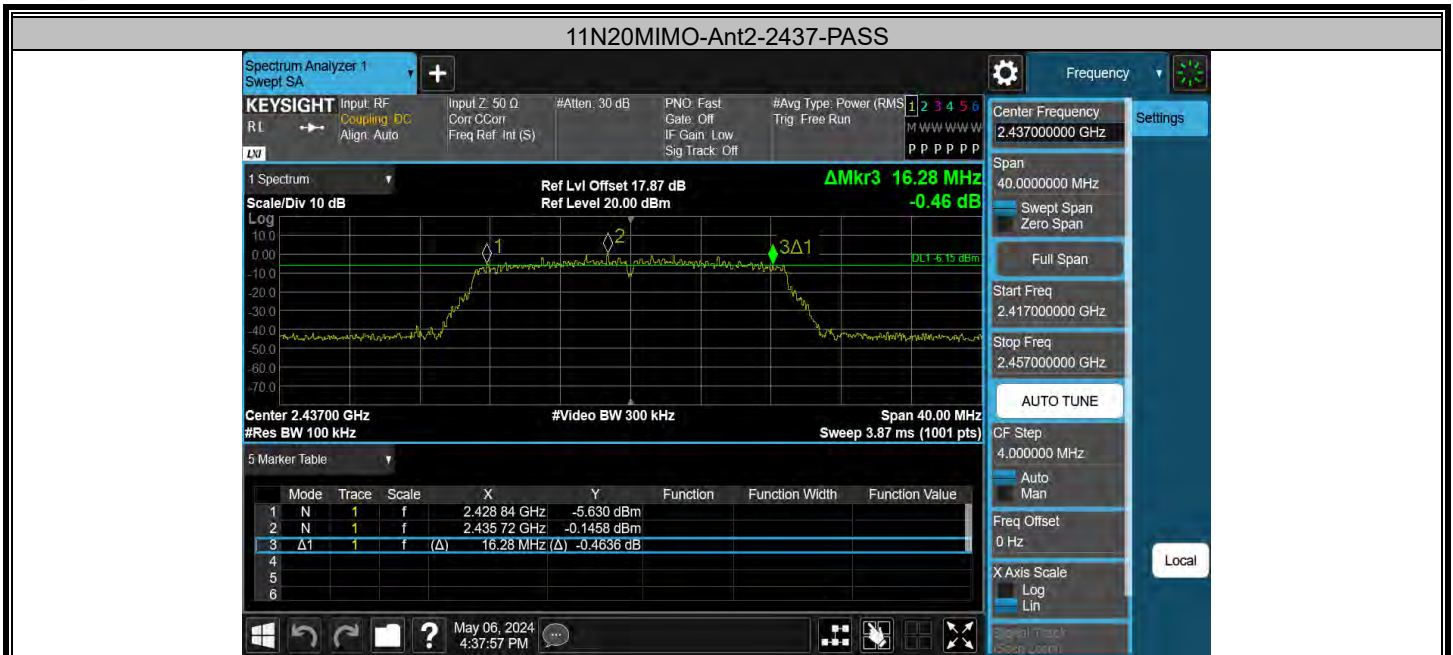 11N20MIMO-Ant2-2437-PASS
Spectrum Analyzer 1
Swept SA
+
Frequency
KEYSIGHT Input: RF Input Z: 50 Ω #Atten: 30 dB PNO: Fast #Avg Type: Power (RMS 1 2 3 4 5 6
RL Coupling: DC Corr CCorr Gate: Off Trig: Free Run M W W W W W
Align: Auto Freq Ref: Int (S) IF Gain: Low
LXI Sig Track: Off P P P P P P
Center Frequency
2.437000000 GHz
Settings
Span
40.0000000 MHz
Swept Span
Zero Span
Full Span
Start Freq
2.417000000 GHz
Stop Freq
2.457000000 GHz
AUTO TUNE
CF Step
4.000000 MHz
Auto
Man
Freq Offset
0 Hz
X Axis Scale
Log
Lin
Signal Track
(Span Zoom)
Local
1 Spectrum Ref Lvl Offset 17.87 dB ΔMkr3 16.28 MHz
Scale/Div 10 dB Ref Level 20.00 dBm -0.46 dB
Log
10.0
0.00
-10.0
-20.0
-30.0
-40.0
-50.0
-60.0
-70.0
1
2
3Δ1
DL1 -6.15 dBm
Center 2.43700 GHz #Video BW 300 kHz Span 40.00 MHz
#Res BW 100 kHz Sweep 3.87 ms (1001 pts)
5 Marker Table
Mode Trace Scale X Y Function Function Width Function Value
1 N 1 f 2.428 84 GHz -5.630 dBm
2 N 1 f 2.435 72 GHz -0.1458 dBm
3 Δ1 1 f (Δ) 16.28 MHz (Δ) -0.4636 dB
4
5
6
?
May 06, 2024
4:37:57 PM